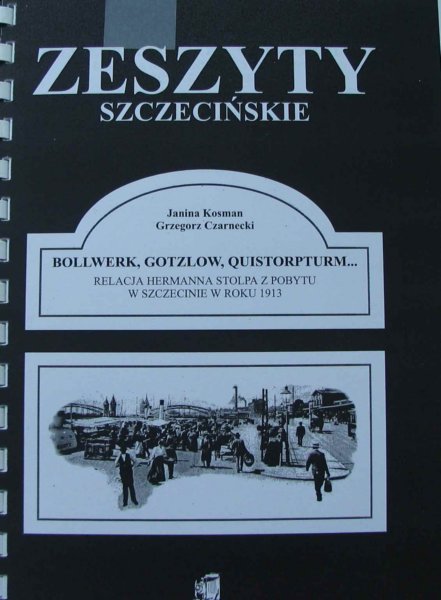 ZESZYTY
SZCZECIŃSKIE
Janina Kosman
Grzegorz Czarnecki
BOLLWERK, GOTZLOW, QUISTORPTURM...
RELACJA HERMANNA STOLPA Z POBYTU
W SZCZECINIE W ROKU 1913